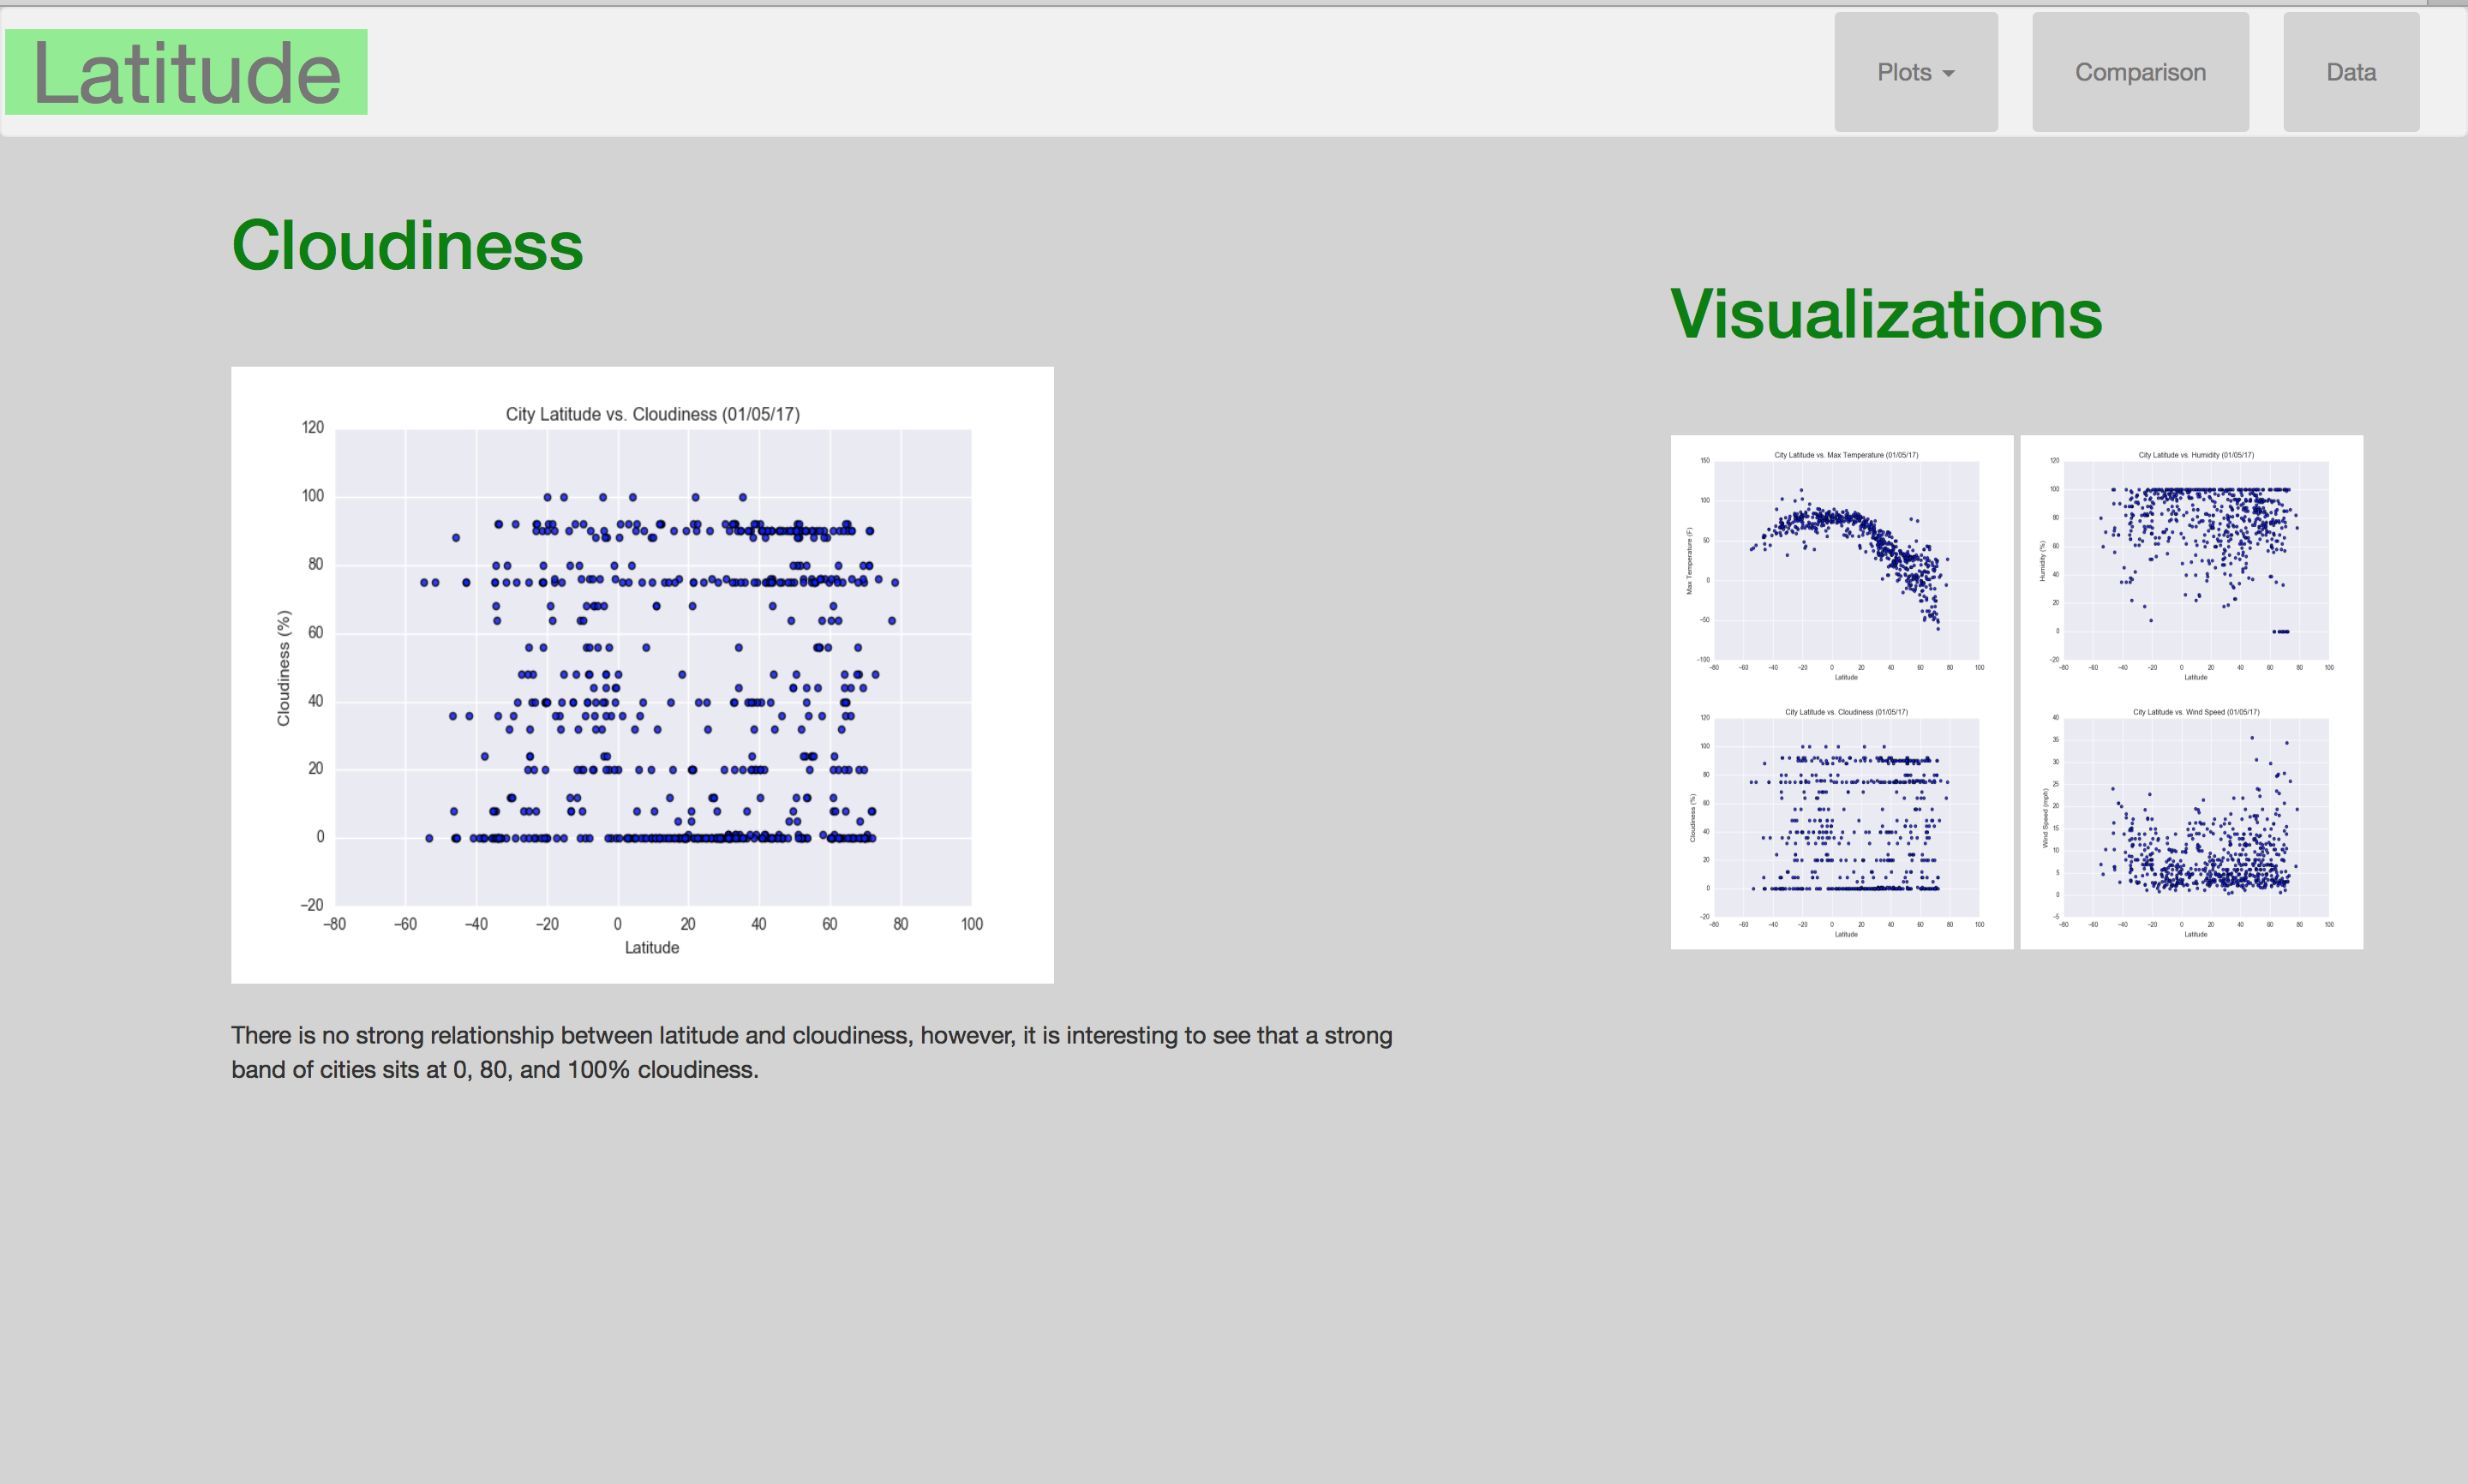 Latitude
Plots
Comparison
Data
Cloudiness
City Latitude vs. Cloudiness (01/05/17)
120
100
80
60
40
20
0
−20
Cloudiness (%)
−80 −60 −40 −20 0 20 40 60 80 100
Latitude
There is no strong relationship between latitude and cloudiness, however, it is interesting to see that a strong
band of cities sits at 0, 80, and 100% cloudiness.
Visualizations
City Latitude vs. Max Temperature (01/05/17)
150
100
50
0
−50
−100
Max Temperature (F)
−80 −60 −40 −20 0 20 40 60 80 100
Latitude
City Latitude vs. Humidity (01/05/17)
120
100
80
60
40
20
0
−20
Humidity (%)
−80 −60 −40 −20 0 20 40 60 80 100
Latitude
City Latitude vs. Cloudiness (01/05/17)
120
100
80
60
40
20
0
−20
Cloudiness (%)
−80 −60 −40 −20 0 20 40 60 80 100
Latitude
City Latitude vs. Wind Speed (01/05/17)
40
35
30
25
20
15
10
5
0
−5
Wind Speed (mph)
−80 −60 −40 −20 0 20 40 60 80 100
Latitude